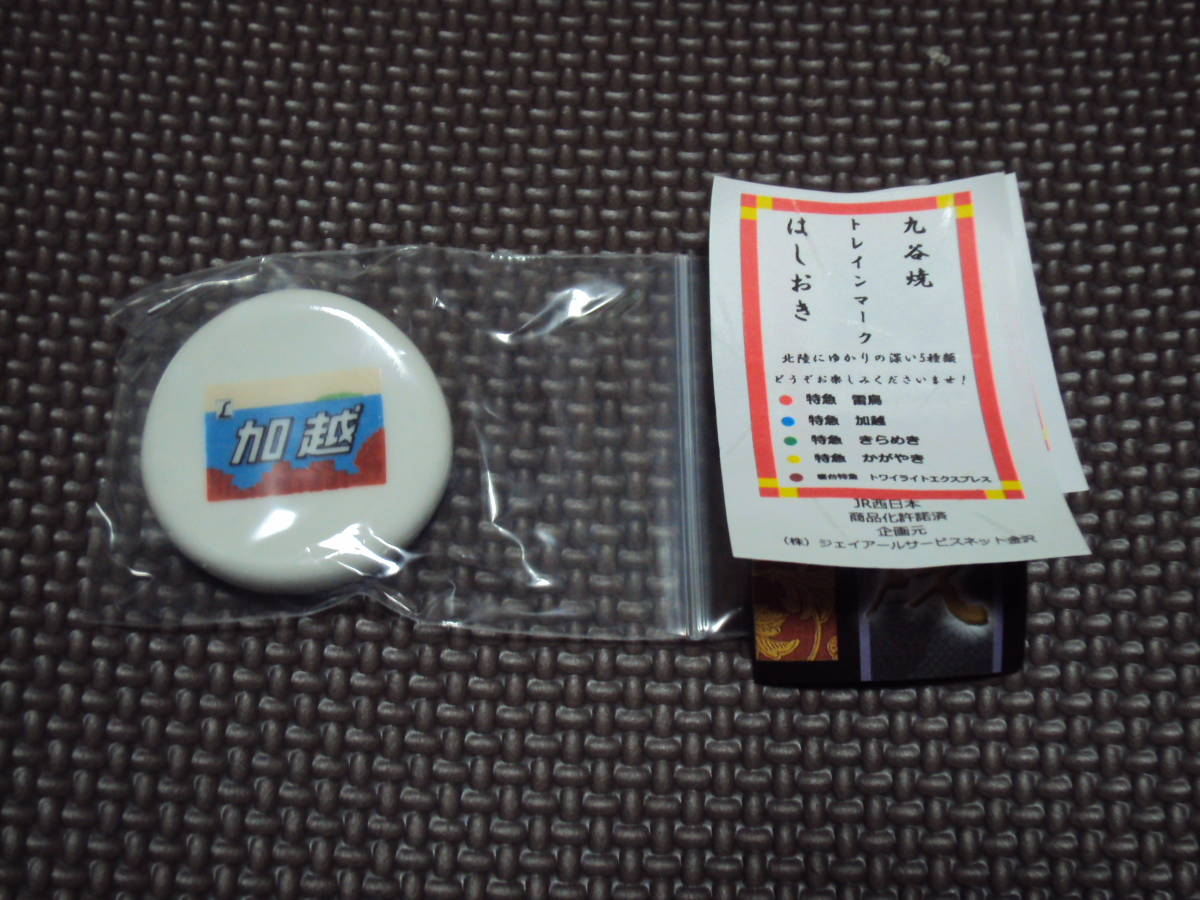 加越
九谷焼
トレインマーク
はしおき
北陸にゆかりの深い5種類
どうぞお楽しみくださいませ!
特急 雷鳥
特急 加越
特急 きらめき
特急 かがやき
寝台特急 トワイライトエクスプレス
JR西日本
商品化許諾済
企画元
(株)ジェイアールサービスネット金沢